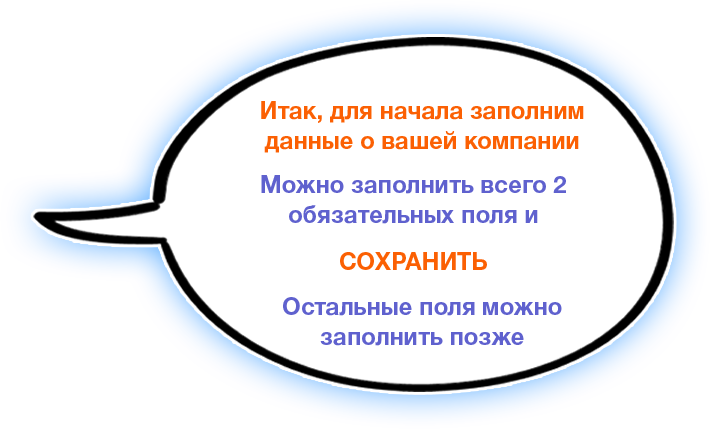 Итак, для начала заполним
данные о вашей компании
Можно заполнить всего 2
обязательных поля и
СОХРАНИТЬ
Остальные поля можно
заполнить позже